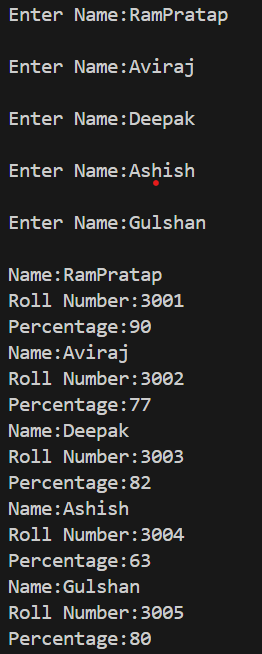 Enter Name:RamPratap
Enter Name:Aviraj
Enter Name:Deepak
Enter Name:Ashish
Enter Name:Gulshan
Name:RamPratap
Roll Number:3001
Percentage:90
Name:Aviraj
Roll Number:3002
Percentage:77
Name:Deepak
Roll Number:3003
Percentage:82
Name:Ashish
Roll Number:3004
Percentage:63
Name:Gulshan
Roll Number:3005
Percentage:80